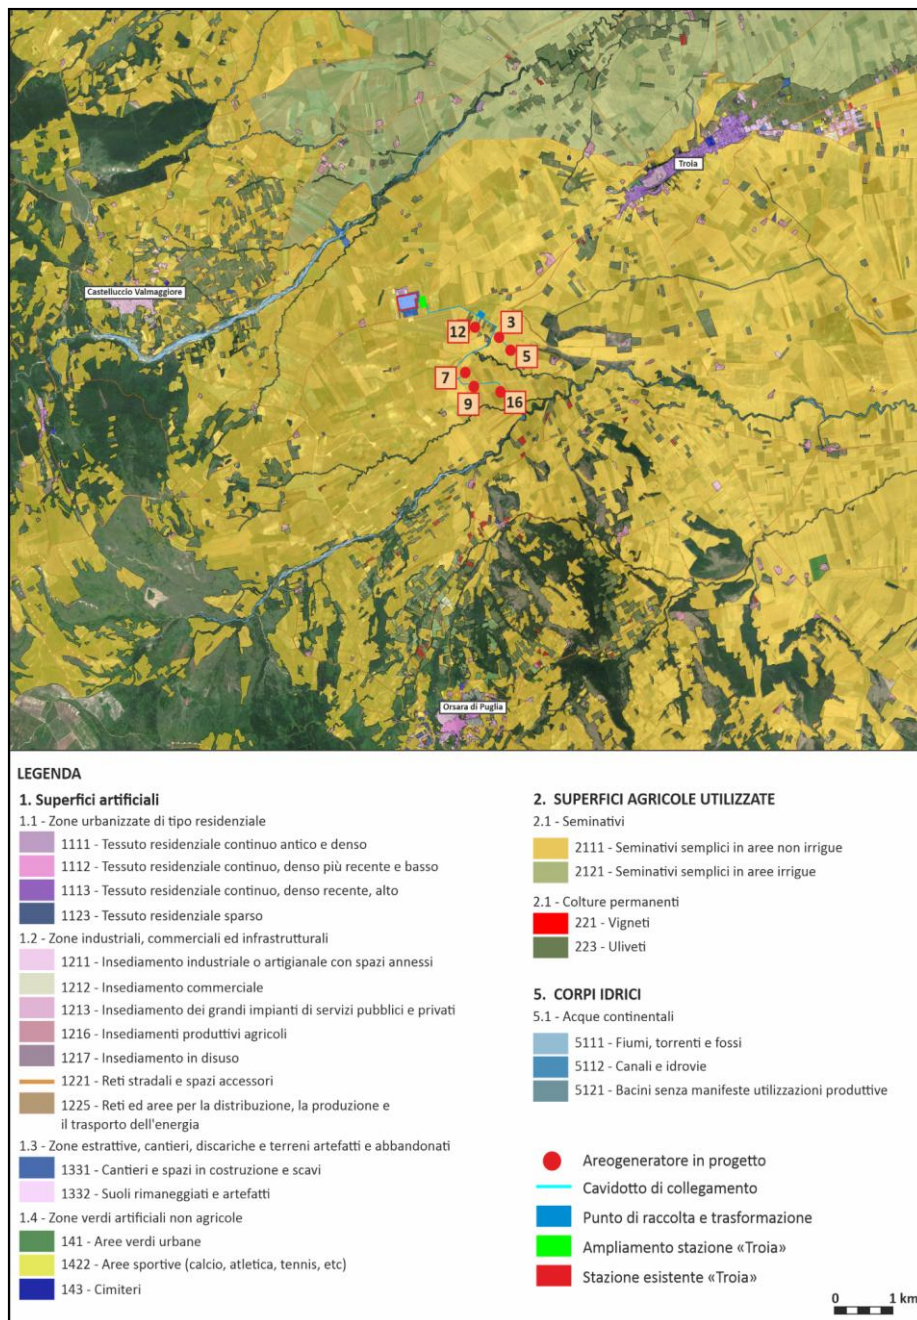 Troia
Castelluccio Valmaggiore
12
3
5
7
9
16
Orsara di Puglia
LEGENDA
1. Superfici artificiali
1.1 - Zone urbanizzate di tipo residenziale
1111 - Tessuto residenziale continuo antico e denso
1112 - Tessuto residenziale continuo, denso più recente e basso
1113 - Tessuto residenziale continuo, denso recente, alto
1123 - Tessuto residenziale sparso
1.2 - Zone industriali, commerciali ed infrastrutturali
1211 - Insediamento industriale o artigianale con spazi annessi
1212 - Insediamento commerciale
1213 - Insediamento dei grandi impianti di servizi pubblici e privati
1216 - Insediamenti produttivi agricoli
1217 - Insediamento in disuso
1221 - Reti stradali e spazi accessori
1225 - Reti ed aree per la distribuzione, la produzione e
il trasporto dell'energia
1.3 - Zone estrattive, cantieri, discariche e terreni artefatti e abbandonati
1331 - Cantieri e spazi in costruzione e scavi
1332 - Suoli rimaneggiati e artefatti
1.4 - Zone verdi artificiali non agricole
141 - Aree verdi urbane
1422 - Aree sportive (calcio, atletica, tennis, etc)
143 - Cimiteri
2. SUPERFICI AGRICOLE UTILIZZATE
2.1 - Seminativi
2111 - Seminativi semplici in aree non irrigue
2121 - Seminativi semplici in aree irrigue
2.1 - Colture permanenti
221 - Vigneti
223 - Uliveti
5. CORPI IDRICI
5.1 - Acque continentali
5111 - Fiumi, torrenti e fossi
5112 - Canali e idrovie
5121 - Bacini senza manifeste utilizzazioni produttive
Areogeneratore in progetto
Cavidotto di collegamento
Punto di raccolta e trasformazione
Ampliamento stazione «Troia»
Stazione esistente «Troia»
0 1 km